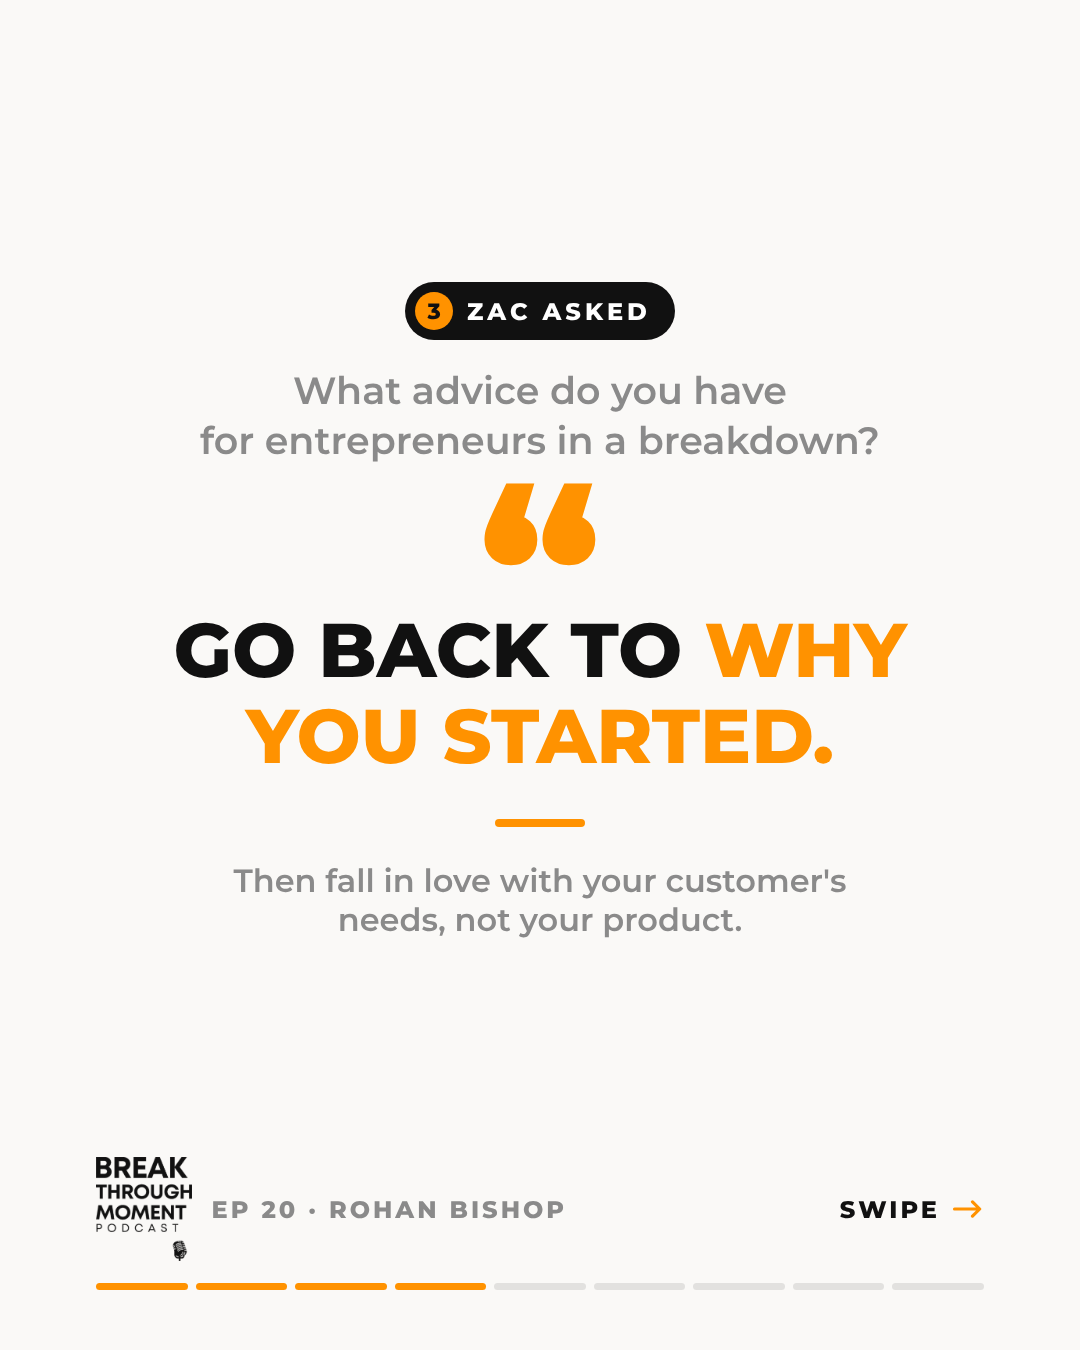 3 ZAC ASKED
What advice do you have
for entrepreneurs in a breakdown?
“
GO BACK TO WHY
YOU STARTED.
Then fall in love with your customer's
needs, not your product.
BREAK
THROUGH
MOMENT
PODCAST
EP 20 · ROHAN BISHOP
SWIPE →